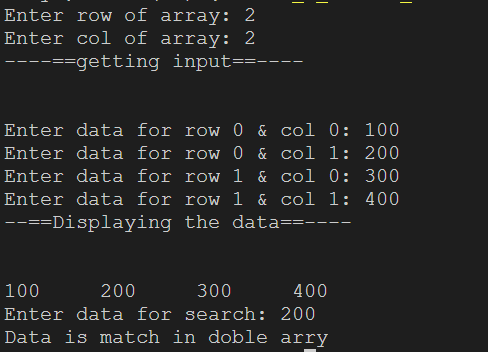 Enter row of array: 2
Enter col of array: 2
----==getting input==----
Enter data for row 0 & col 0: 100
Enter data for row 0 & col 1: 200
Enter data for row 1 & col 0: 300
Enter data for row 1 & col 1: 400
--==Displaying the data==----
100     200     300     400
Enter data for search: 200
Data is match in doble arry